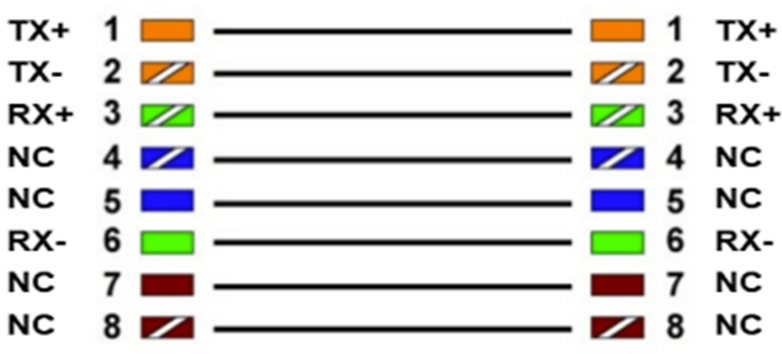 TX+ 1 1 TX+
TX- 2 2 TX-
RX+ 3 3 RX+
NC 4 4 NC
NC 5 5 NC
RX- 6 6 RX-
NC 7 7 NC
NC 8 8 NC